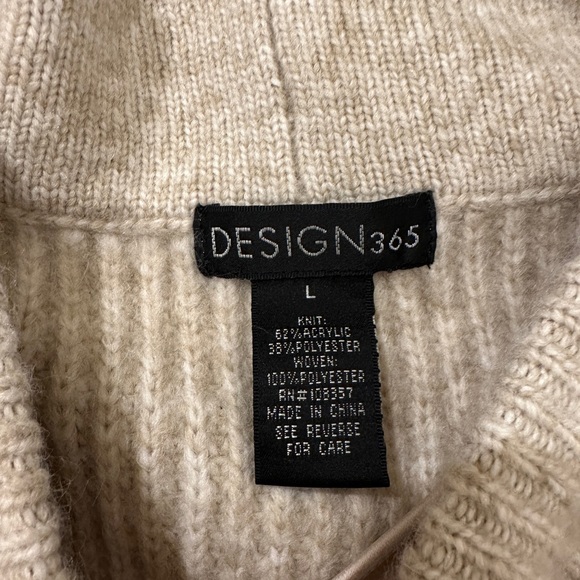 DESIGN365
L
KNIT:
62%ACRYLIC
38%POLYESTER
WOVEN:
100%POLYESTER
RN#108357
MADE IN CHINA
SEE REVERSE
FOR CARE